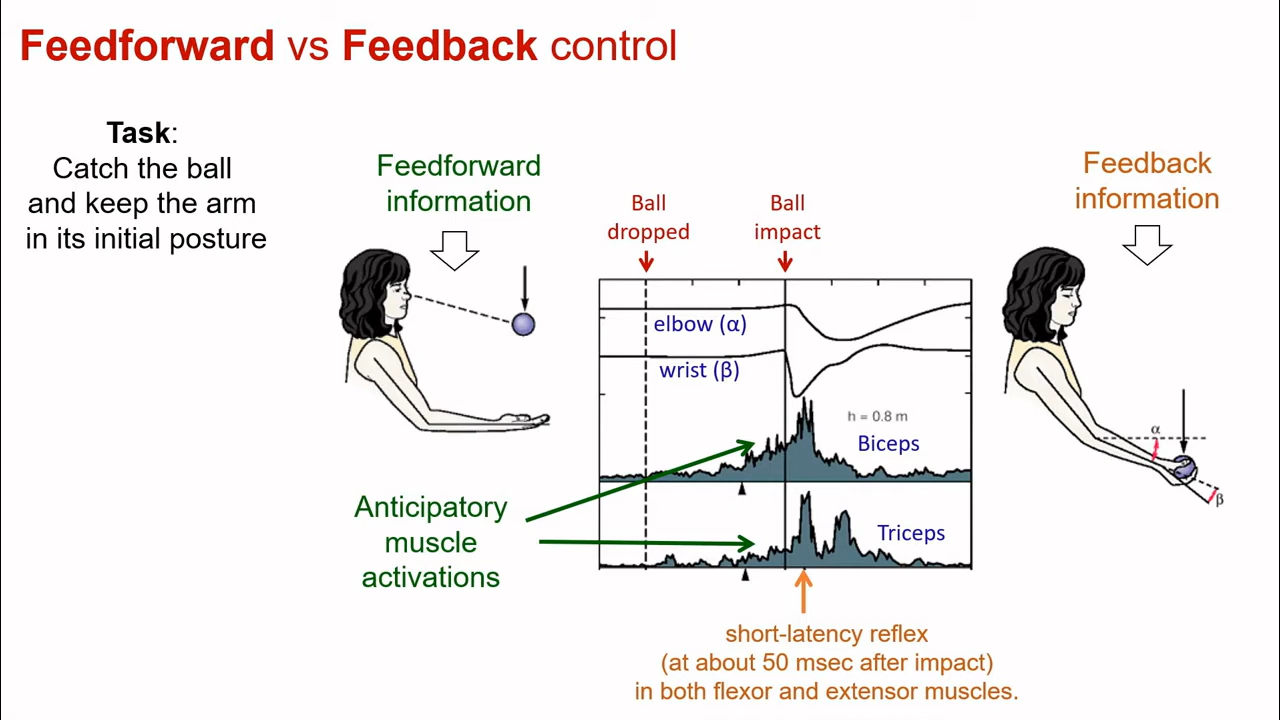 Feedforward vs Feedback control
Task:
Catch the ball
and keep the arm
in its initial posture
Feedforward
information
Ball
dropped
Ball
impact
Feedback
information
elbow (α)
wrist (β)
h = 0.8 m
Biceps
Triceps
α
β
Anticipatory
muscle
activations
short-latency reflex
(at about 50 msec after impact)
in both flexor and extensor muscles.